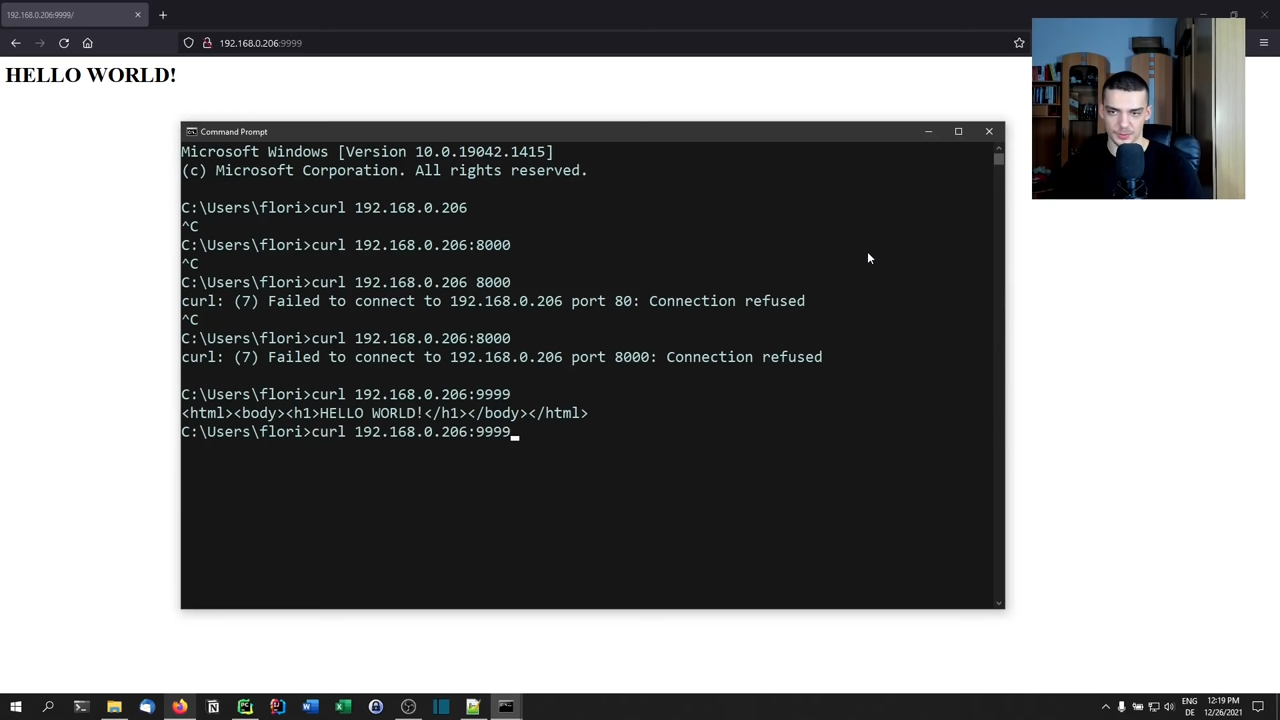 192.168.0.206:9999/
192.168.0.206:9999
HELLO WORLD!
Command Prompt
Microsoft Windows [Version 10.0.19042.1415]
(c) Microsoft Corporation. All rights reserved.
C:\Users\flori>curl 192.168.0.206
^C
C:\Users\flori>curl 192.168.0.206:8000
^C
C:\Users\flori>curl 192.168.0.206 8000
curl: (7) Failed to connect to 192.168.0.206 port 80: Connection refused
^C
C:\Users\flori>curl 192.168.0.206:8000
curl: (7) Failed to connect to 192.168.0.206 port 8000: Connection refused
C:\Users\flori>curl 192.168.0.206:9999
<html><body><h1>HELLO WORLD!</h1></body></html>
C:\Users\flori>curl 192.168.0.206:9999
ENG
DE
12:19 PM
12/26/2021